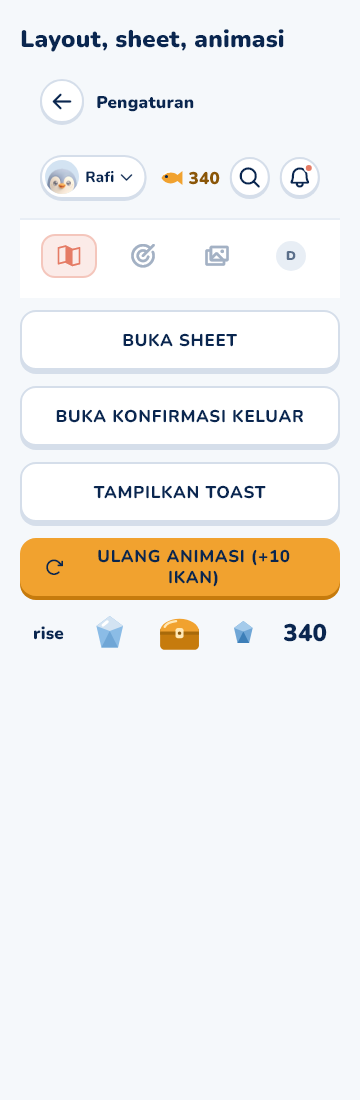 Layout, sheet, animasi
Pengaturan
Rafi
340
D
BUKA SHEET
BUKA KONFIRMASI KELUAR
TAMPILKAN TOAST
ULANG ANIMASI (+10
IKAN)
rise
340